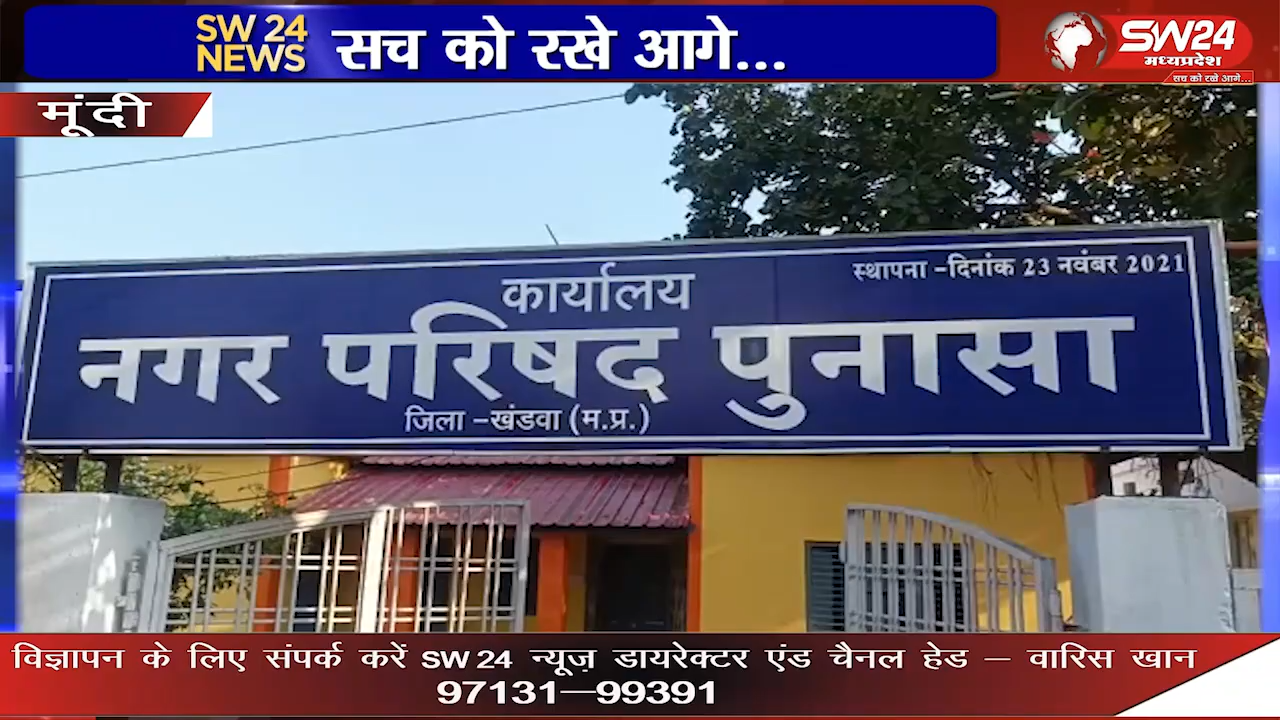 SW 24
NEWS
सच को रखे आगे...
SW24
मध्यप्रदेश
सच को रखे आगे...
मूंदी
स्थापना -दिनांक 23 नवंबर 2021
कार्यालय
नगर परिषद पुनासा
जिला -खंडवा (म.प्र.)
विज्ञापन के लिए संपर्क करें SW 24 न्यूज़ डायरेक्टर एंड चैनल हेड – वारिस खान
97131–99391